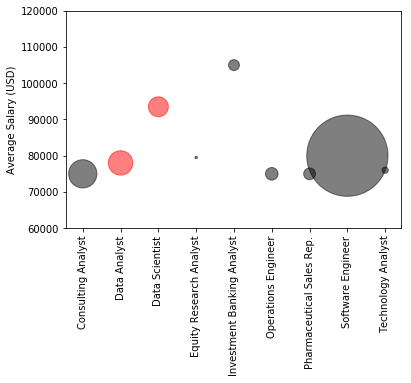 120000
110000
100000
90000
80000
70000
60000
Average Salary (USD)
Consulting Analyst
Data Analyst
Data Scientist
Equity Research Analyst
Investment Banking Analyst
Operations Engineer
Pharmaceutical Sales Rep.
Software Engineer
Technology Analyst